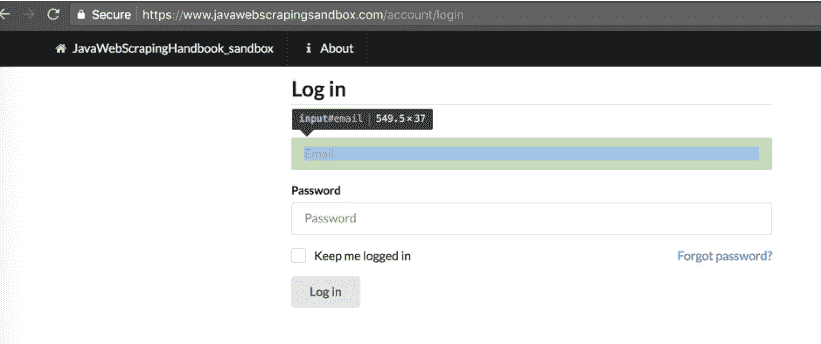 Secure https://www.javawebscrapingsandbox.com/account/login
JavaWebScrapingHandbook_sandbox About
Log in
input#email 549.5×37
Email
Password
Password
Keep me logged in Forgot password?
Log in